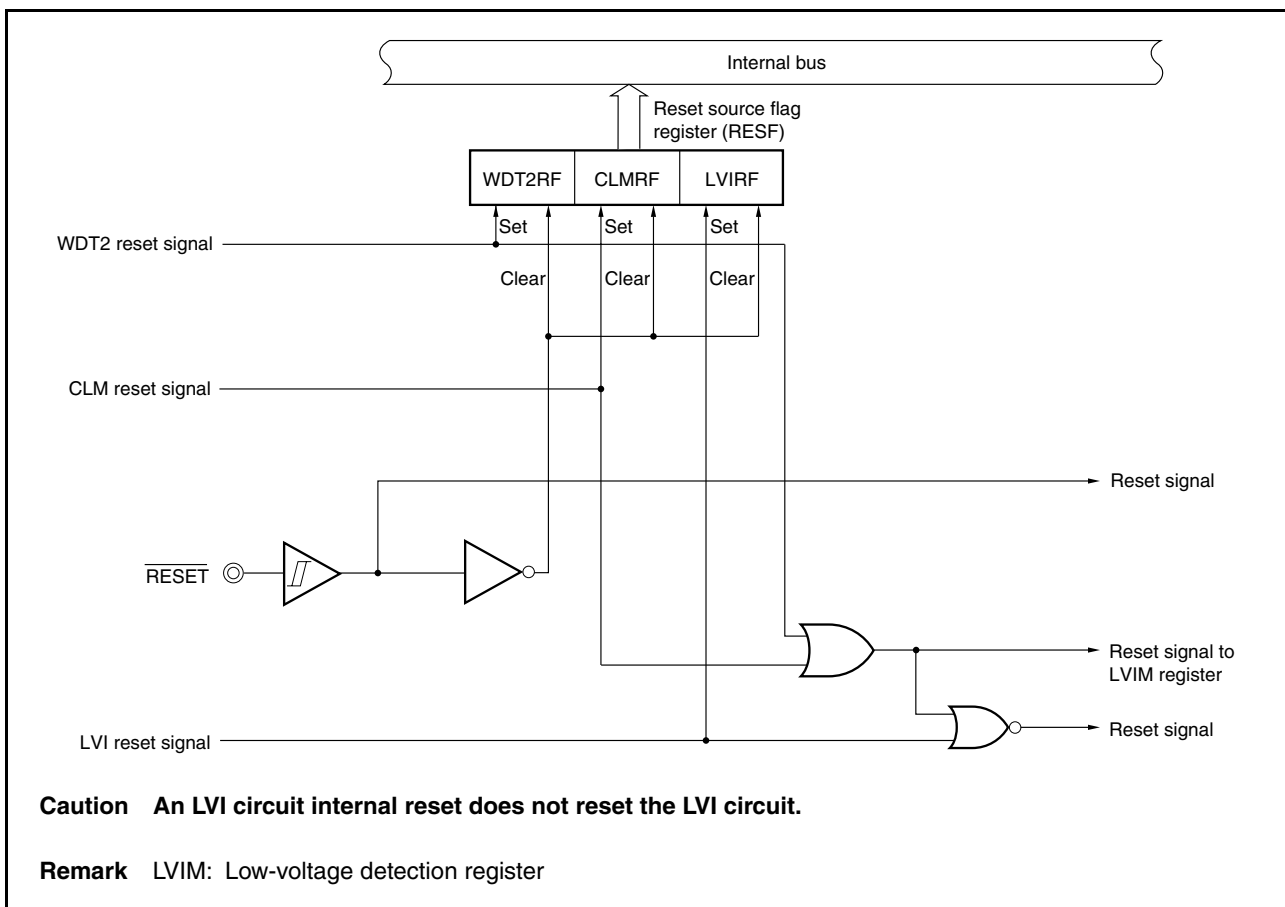 Internal bus
Reset source flag
register (RESF)
WDT2RF CLMRF LVIRF
Set Set Set
WDT2 reset signal
Clear Clear Clear
CLM reset signal
Reset signal
RESET
Reset signal to
LVIM register
Reset signal
LVI reset signal
Caution An LVI circuit internal reset does not reset the LVI circuit.
Remark LVIM: Low-voltage detection register